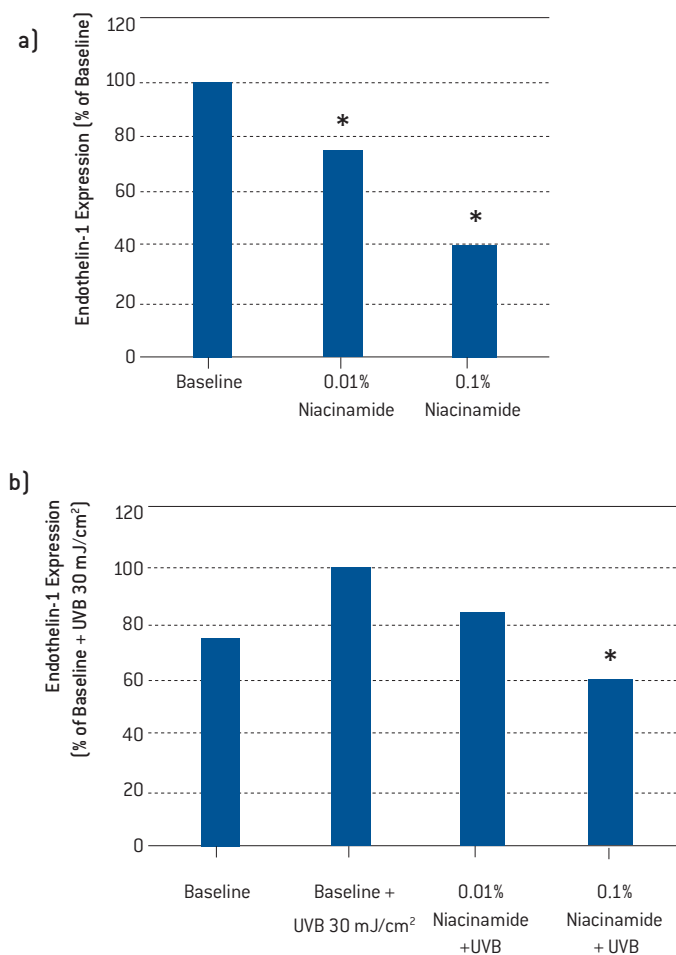 a)
Endothelin-1 Expression (% of Baseline)
120
100
80
60
40
20
0
*
*
Baseline
0.01%
Niacinamide
0.1%
Niacinamide
b)
Endothelin-1 Expression
(% of Baseline + UVB 30 mJ/cm²)
120
100
80
60
40
20
0
*
Baseline
Baseline +
UVB 30 mJ/cm²
0.01%
Niacinamide
+UVB
0.1%
Niacinamide
+ UVB